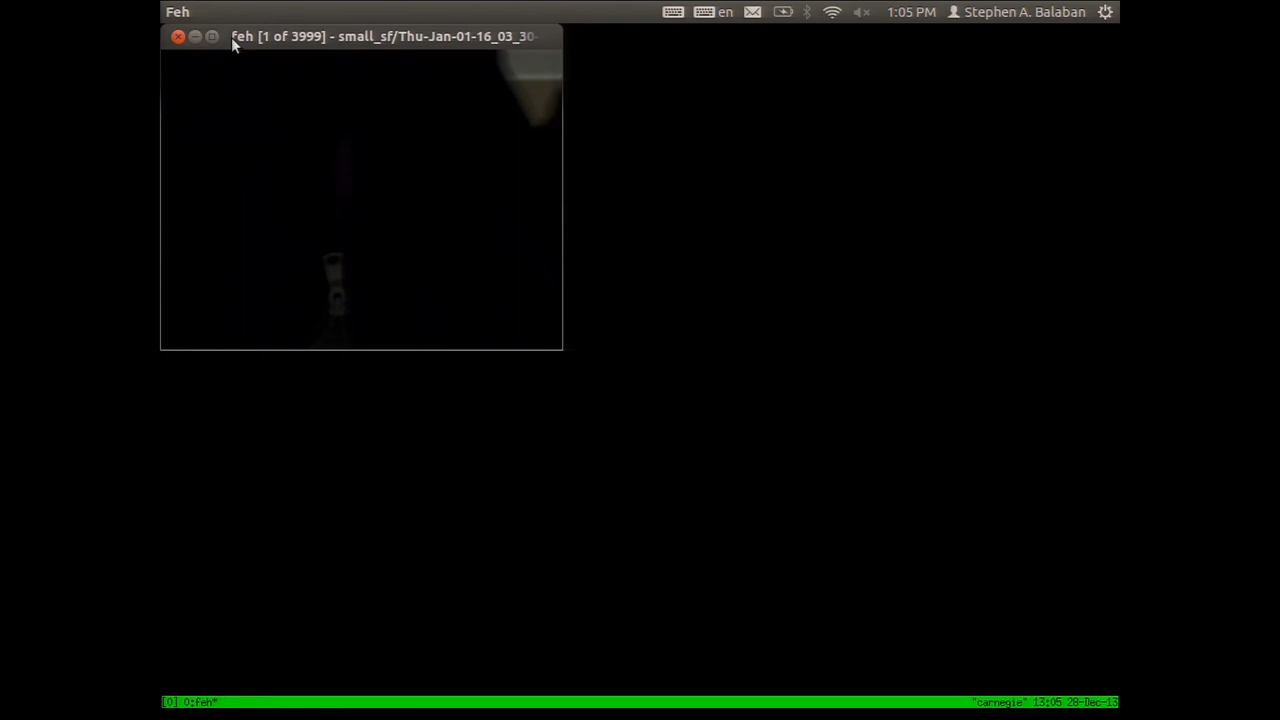 Feh
en
1:05 PM
Stephen A. Balaban
feh [1 of 3999] - small_sf/Thu-Jan-01-16_03_30-
[0] 0:feh*
"carnegie" 13:05 28-Dec-13